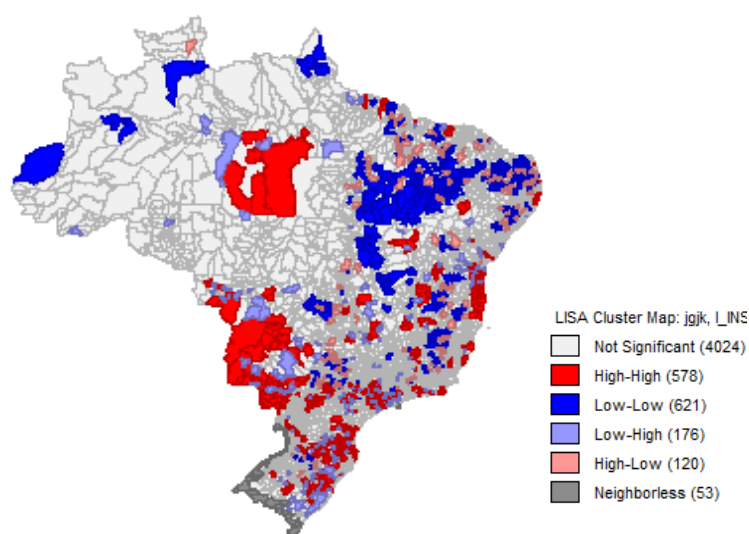 LISA Cluster Map: jgjk, I_INS
Not Significant (4024)
High-High (578)
Low-Low (621)
Low-High (176)
High-Low (120)
Neighborless (53)